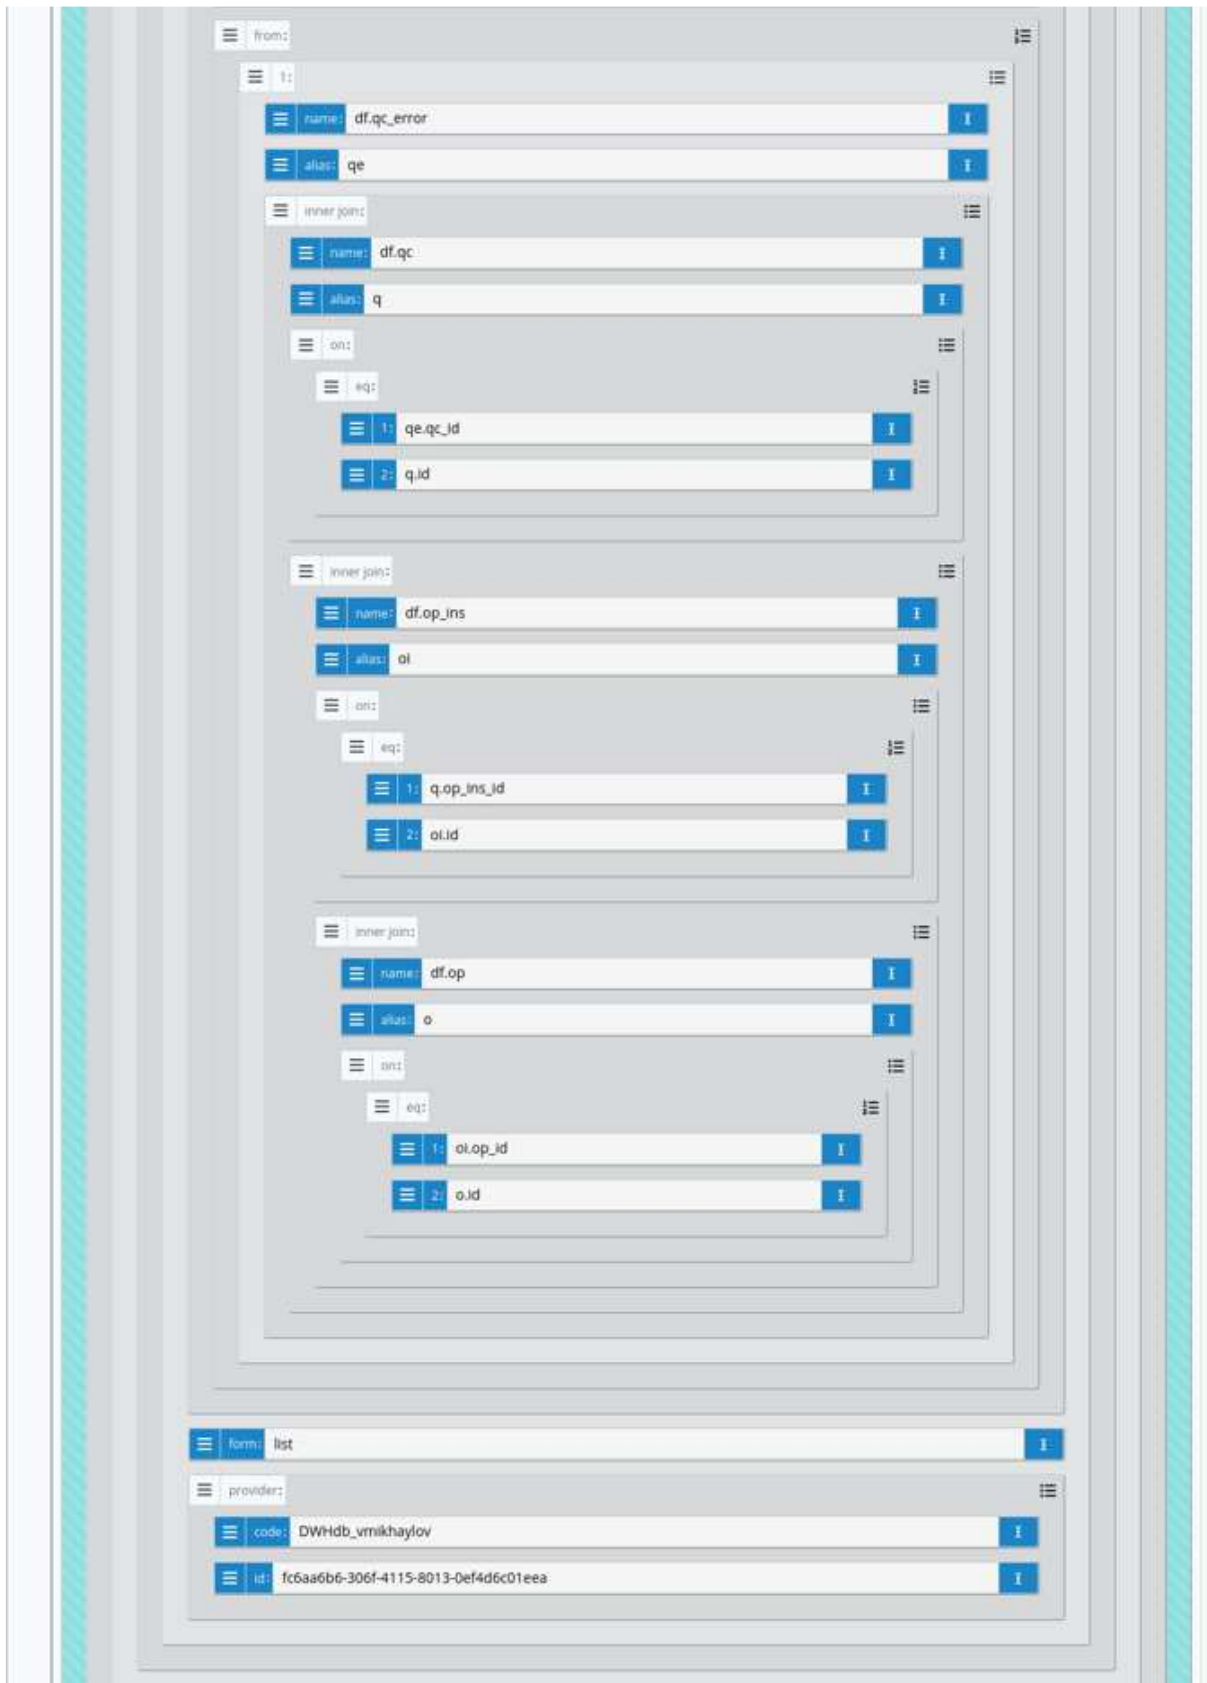 from:
1:
name: df.qc_error
alias: qe
inner join:
name: df.qc
alias: q
on:
eq:
1: qe.qc_id
2: q.id
inner join:
name: df.op_ins
alias: oi
on:
eq:
1: q.op_ins_id
2: oi.id
inner join:
name: df.op
alias: o
on:
eq:
1: oi.op_id
2: o.id
form: list
provider:
code: DWHdb_vmikhaylov
id: fc6aa6b6-306f-4115-8013-0ef4d6c01eea